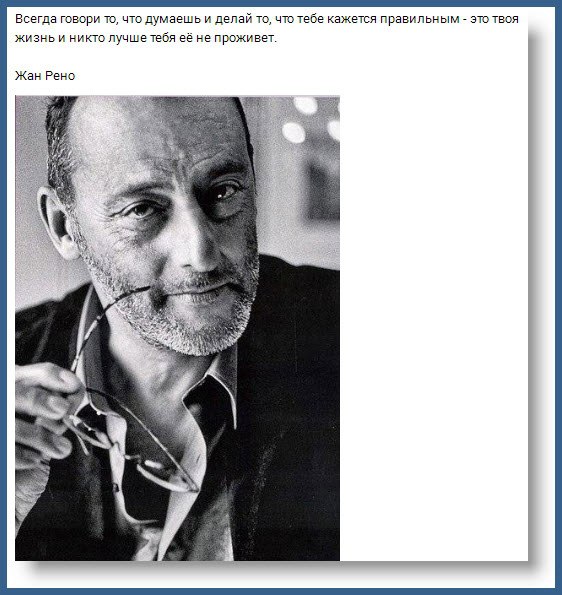 Всегда говори то, что думаешь и делай то, что тебе кажется правильным - это твоя
жизнь и никто лучше тебя её не проживет.
Жан Рено